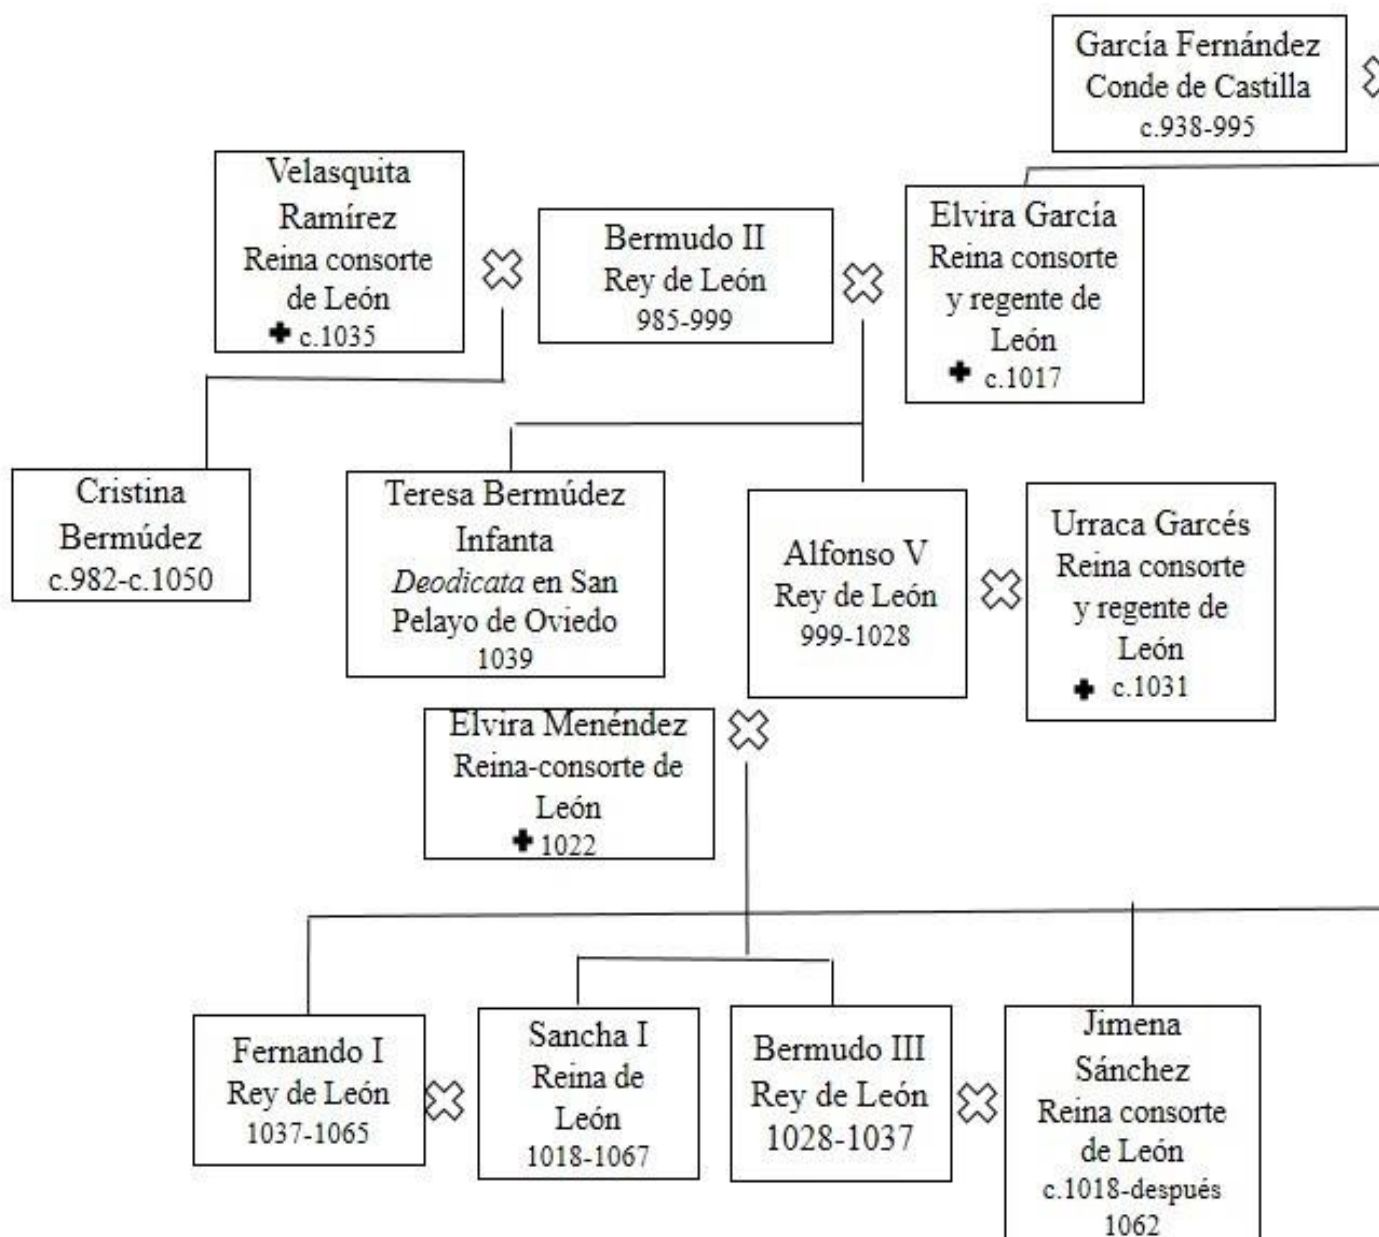 García Fernández
Conde de Castilla
c.938-995
Velasquita
Ramírez
Reina consorte
de León
✚ c.1035
Bermudo II
Rey de León
985-999
Elvira García
Reina consorte
y regente de
León
✚ c.1017
Cristina
Bermúdez
c.982-c.1050
Teresa Bermúdez
Infanta
Deodicata en San
Pelayo de Oviedo
1039
Alfonso V
Rey de León
999-1028
Urraca Garcés
Reina consorte
y regente de
León
✚ c.1031
Elvira Menéndez
Reina-consorte de
León
✚ 1022
Fernando I
Rey de León
1037-1065
Sancha I
Reina de
León
1018-1067
Bermudo III
Rey de León
1028-1037
Jimena
Sánchez
Reina consorte
de León
c.1018-después
1062